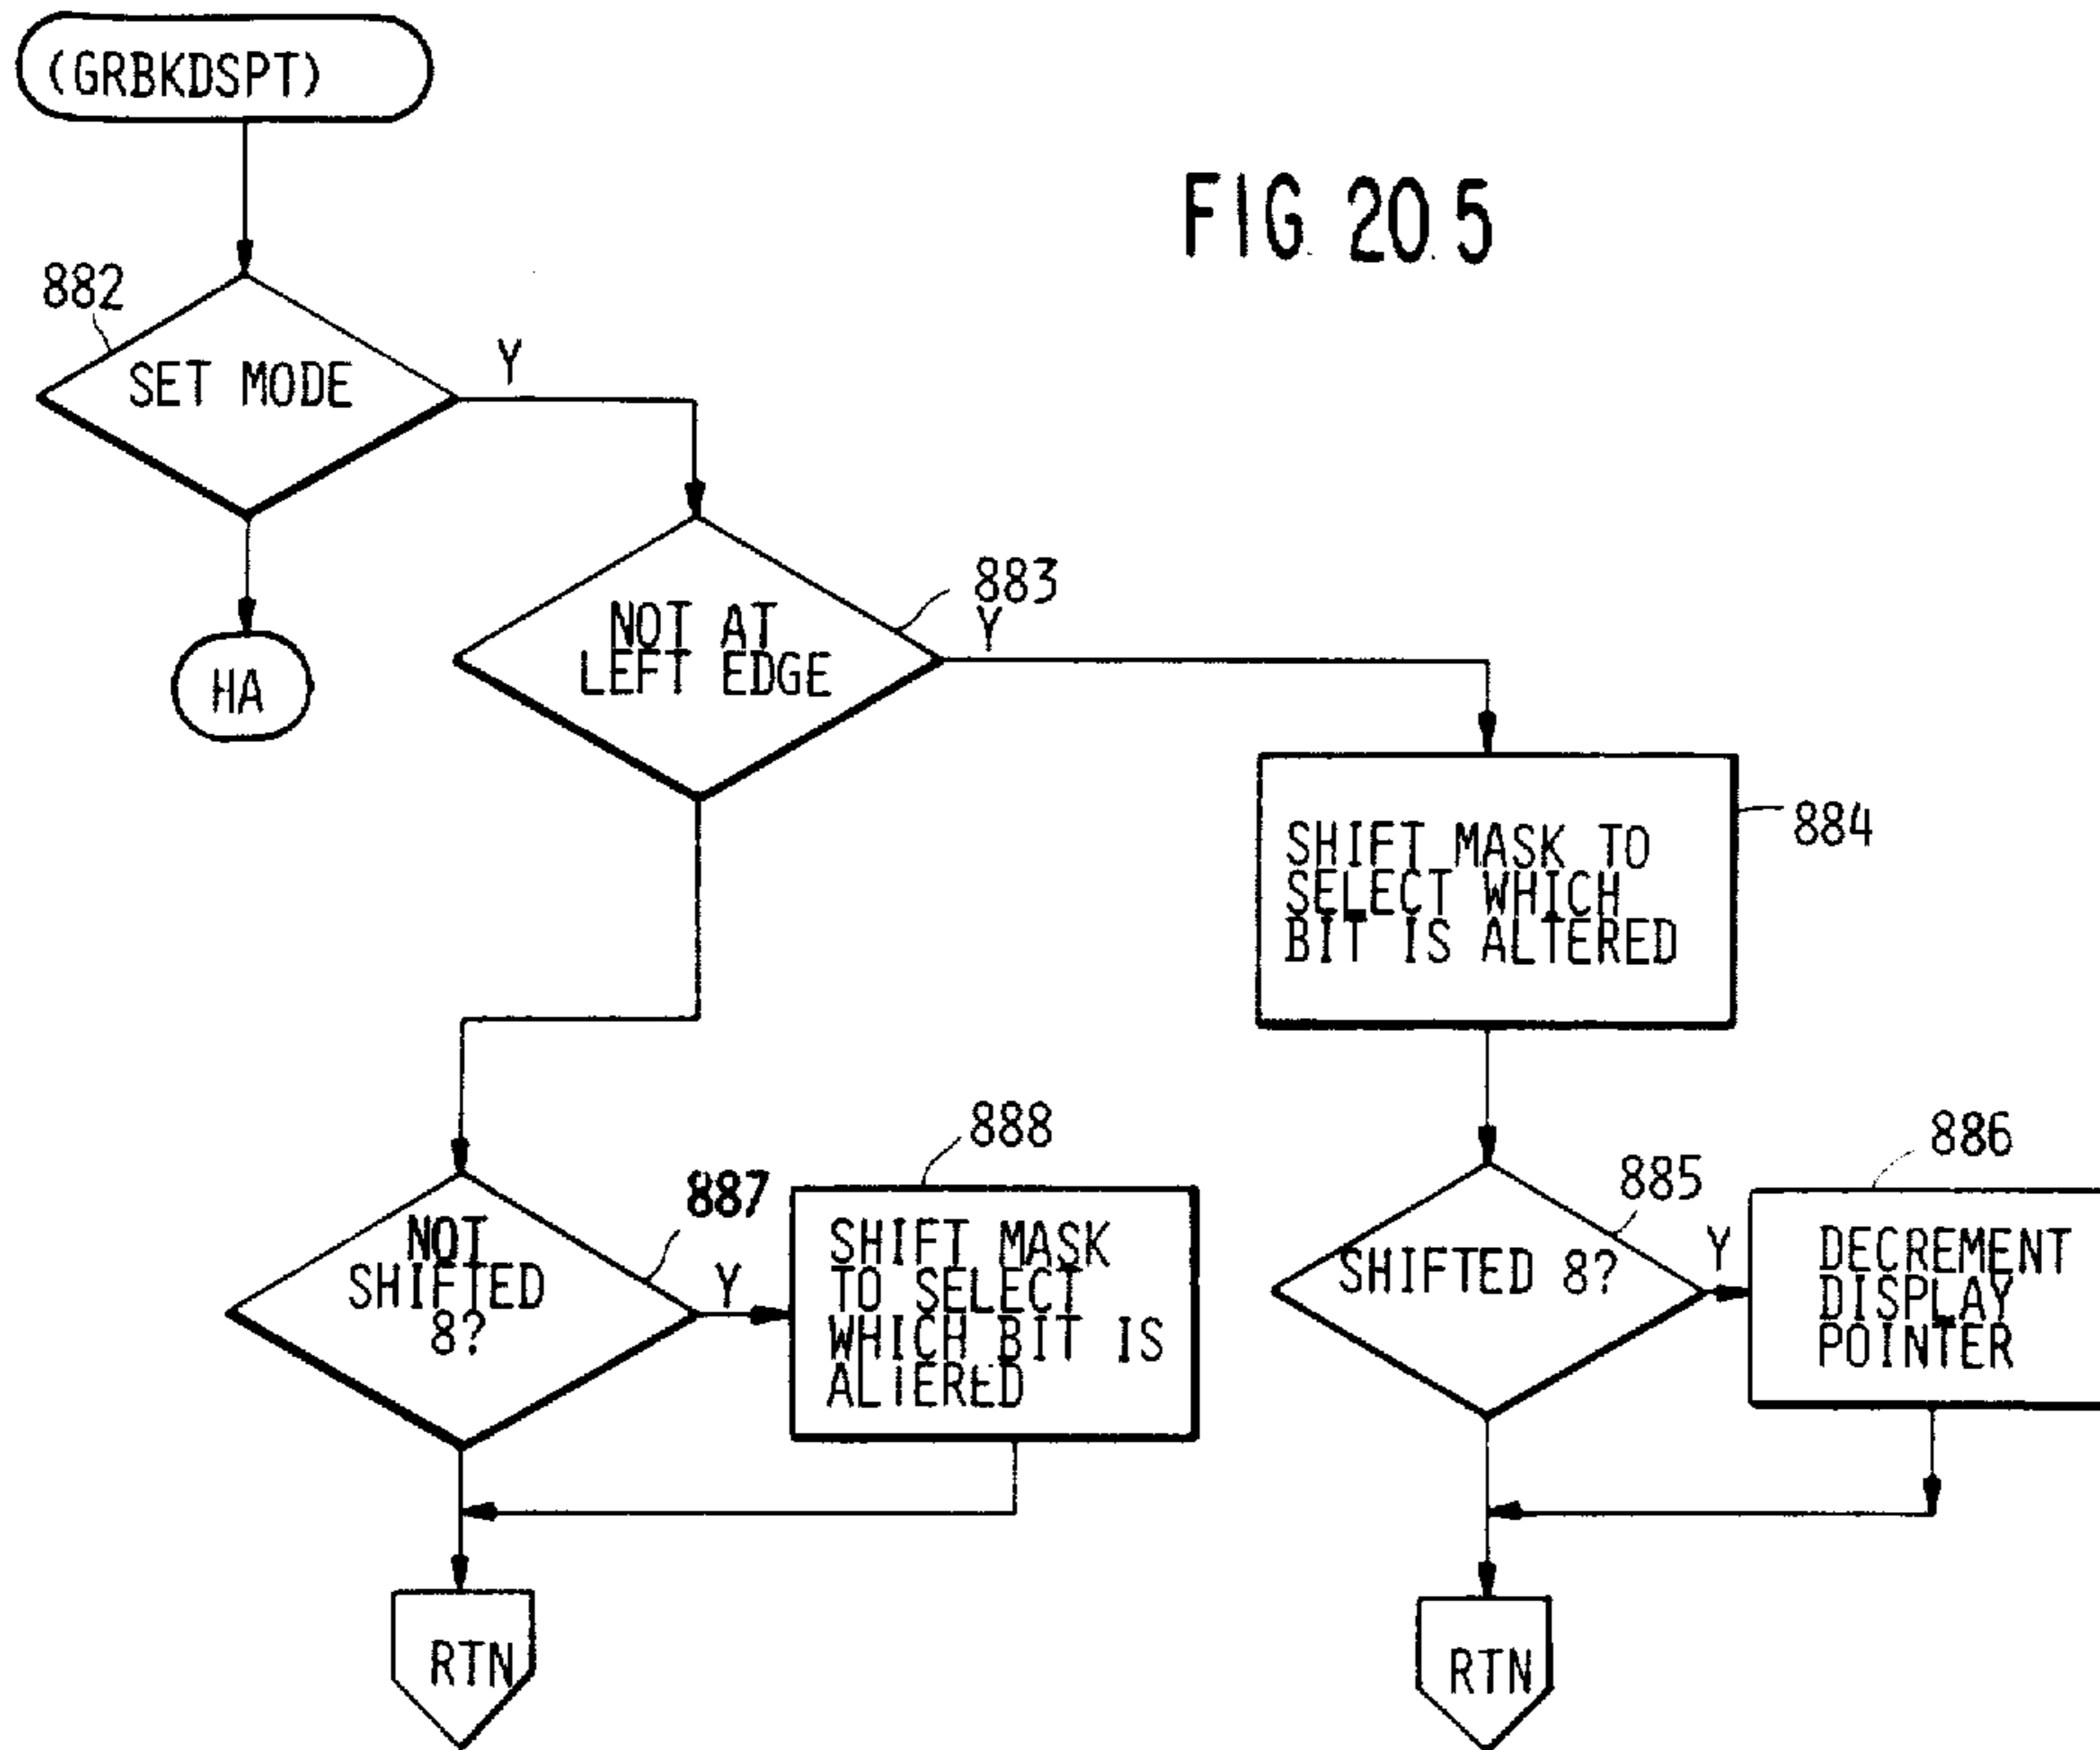 (GRBKDSPT)
FIG 20.5
882
SET MODE
Y
HA
883
NOT AT
LEFT EDGE
Y
884
SHIFT MASK TO
SELECT WHICH
BIT IS ALTERED
885
SHIFTED 8?
Y
886
DECREMENT
DISPLAY
POINTER
887
NOT
SHIFTED
8?
Y
888
SHIFT MASK
TO SELECT
WHICH BIT IS
ALTERED
RTN
RTN